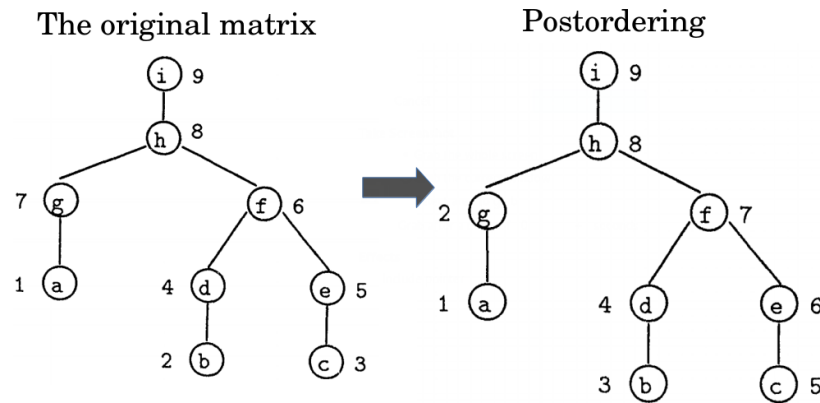 The original matrix
Postordering
i 9
h 8
7 g
f 6
1 a
4 d
e 5
2 b
c 3
i 9
h 8
2 g
f 7
1 a
4 d
e 6
3 b
c 5